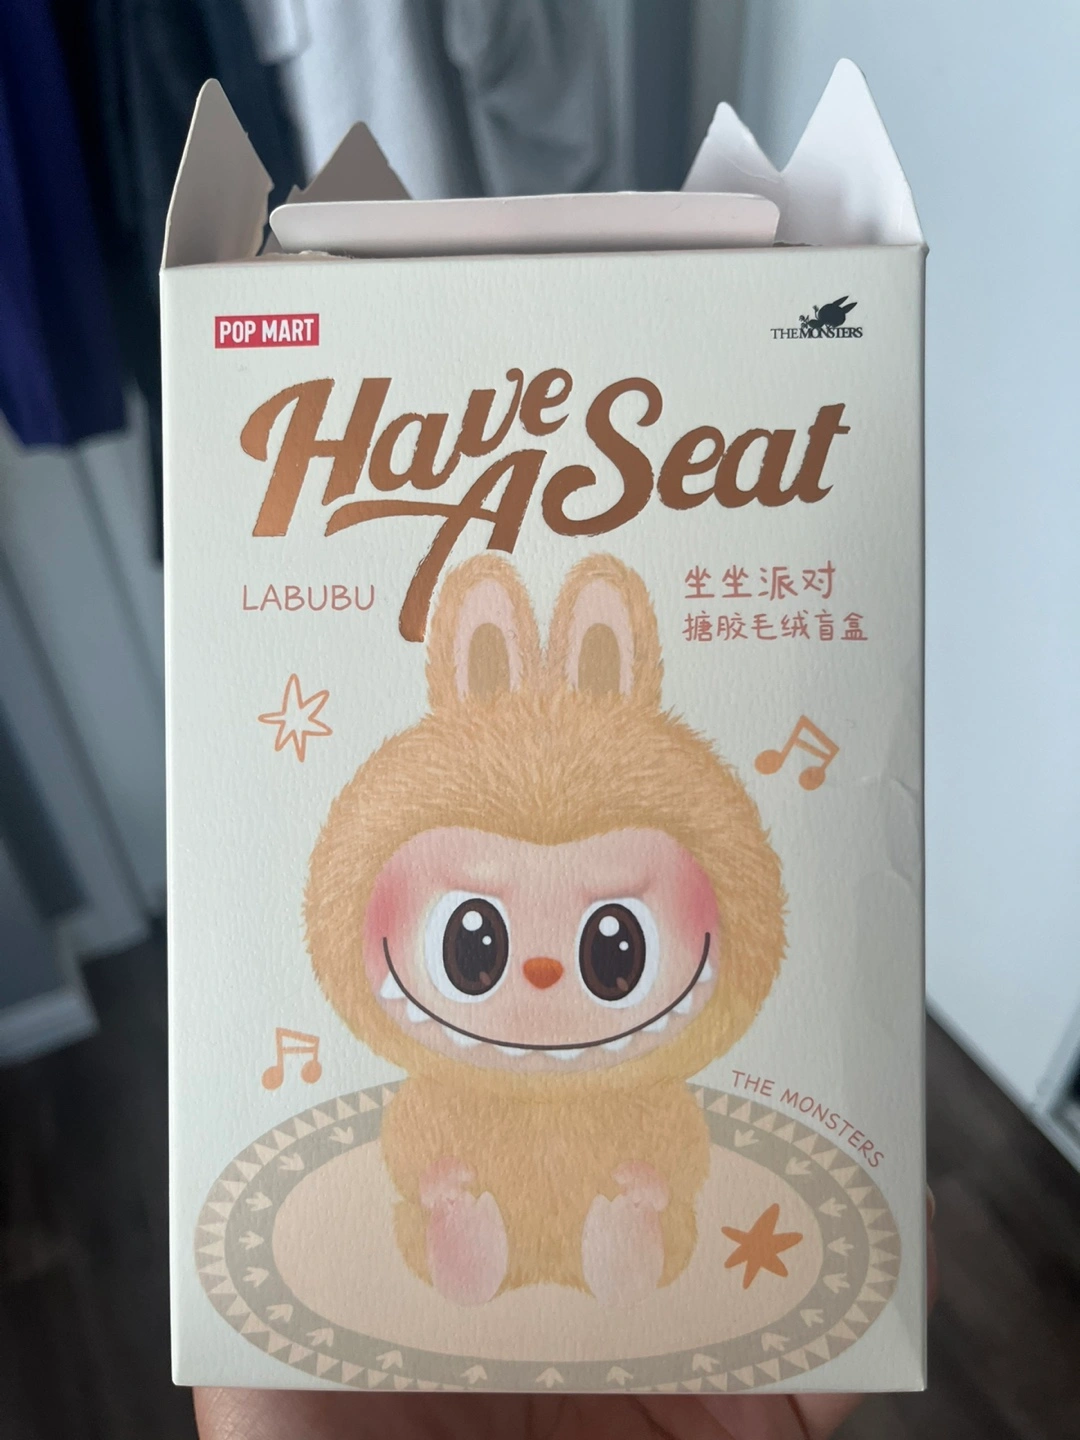 POP MART
THE MONSTERS
Have A Seat
LABUBU
坐坐派对
搪胶毛绒盲盒
THE MONSTERS